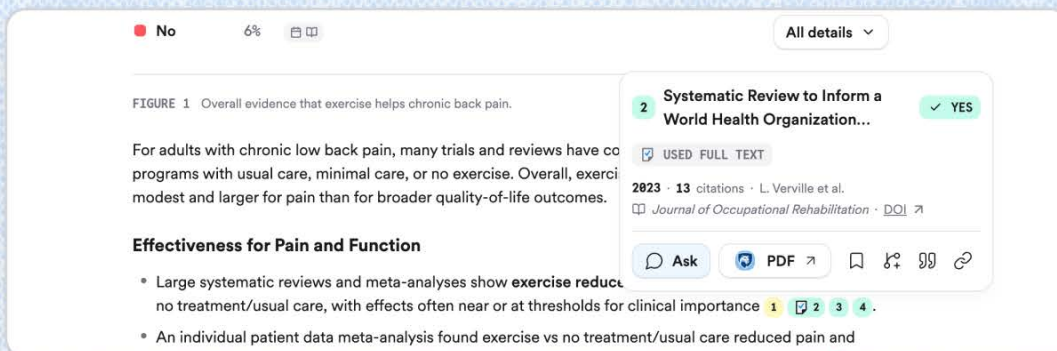 No 6%
All details
FIGURE 1 Overall evidence that exercise helps chronic back pain.
For adults with chronic low back pain, many trials and reviews have co
programs with usual care, minimal care, or no exercise. Overall, exerci
modest and larger for pain than for broader quality-of-life outcomes.
2 Systematic Review to Inform a
World Health Organization...
YES
USED FULL TEXT
2023 · 13 citations · L. Verville et al.
Journal of Occupational Rehabilitation · DOI
Ask PDF
Effectiveness for Pain and Function
• Large systematic reviews and meta-analyses show exercise reduce
no treatment/usual care, with effects often near or at thresholds for clinical importance 1 2 3 4 .
• An individual patient data meta-analysis found exercise vs no treatment/usual care reduced pain and